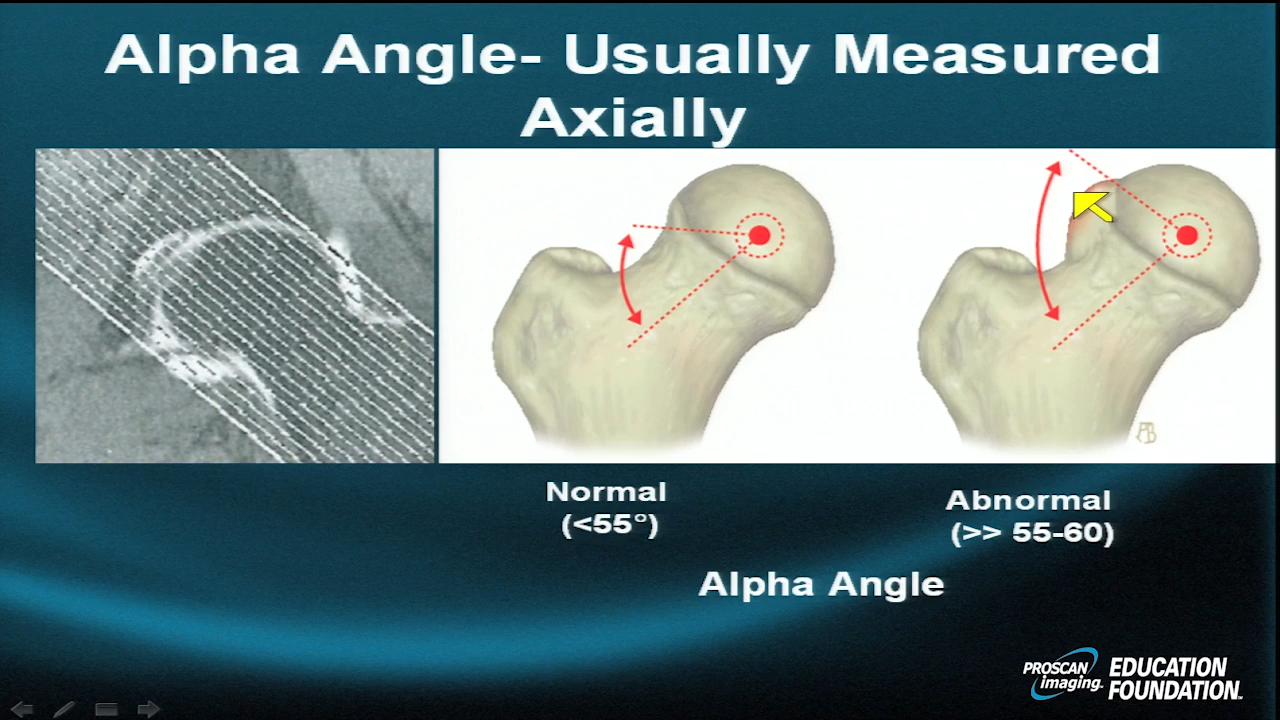 Alpha Angle- Usually Measured
Axially
Normal
(<55°)
Abnormal
(>> 55-60)
Alpha Angle
PROSCAN
imaging
EDUCATION
FOUNDATION